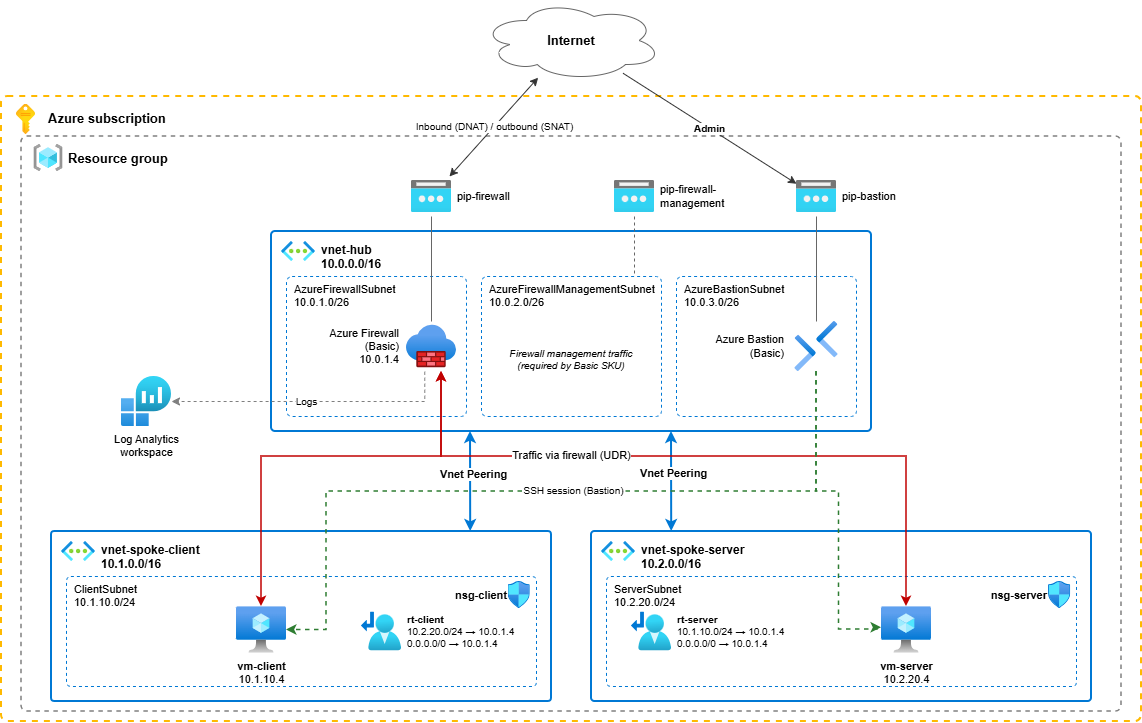 Internet
Azure subscription
Inbound (DNAT) / outbound (SNAT)
Admin
Resource group
pip-firewall
pip-firewall-
management
pip-bastion
vnet-hub
10.0.0.0/16
AzureFirewallSubnet
10.0.1.0/26
Azure Firewall
(Basic)
10.0.1.4
AzureFirewallManagementSubnet
10.0.2.0/26
Firewall management traffic
(required by Basic SKU)
AzureBastionSubnet
10.0.3.0/26
Azure Bastion
(Basic)
Logs
Log Analytics
workspace
Traffic via firewall (UDR)
Vnet Peering
Vnet Peering
SSH session (Bastion)
vnet-spoke-client
10.1.0.0/16
ClientSubnet
10.1.10.0/24
nsg-client
rt-client
10.2.20.0/24 → 10.0.1.4
0.0.0.0/0 → 10.0.1.4
vm-client
10.1.10.4
vnet-spoke-server
10.2.0.0/16
ServerSubnet
10.2.20.0/24
nsg-server
rt-server
10.1.10.0/24 → 10.0.1.4
0.0.0.0/0 → 10.0.1.4
vm-server
10.2.20.4